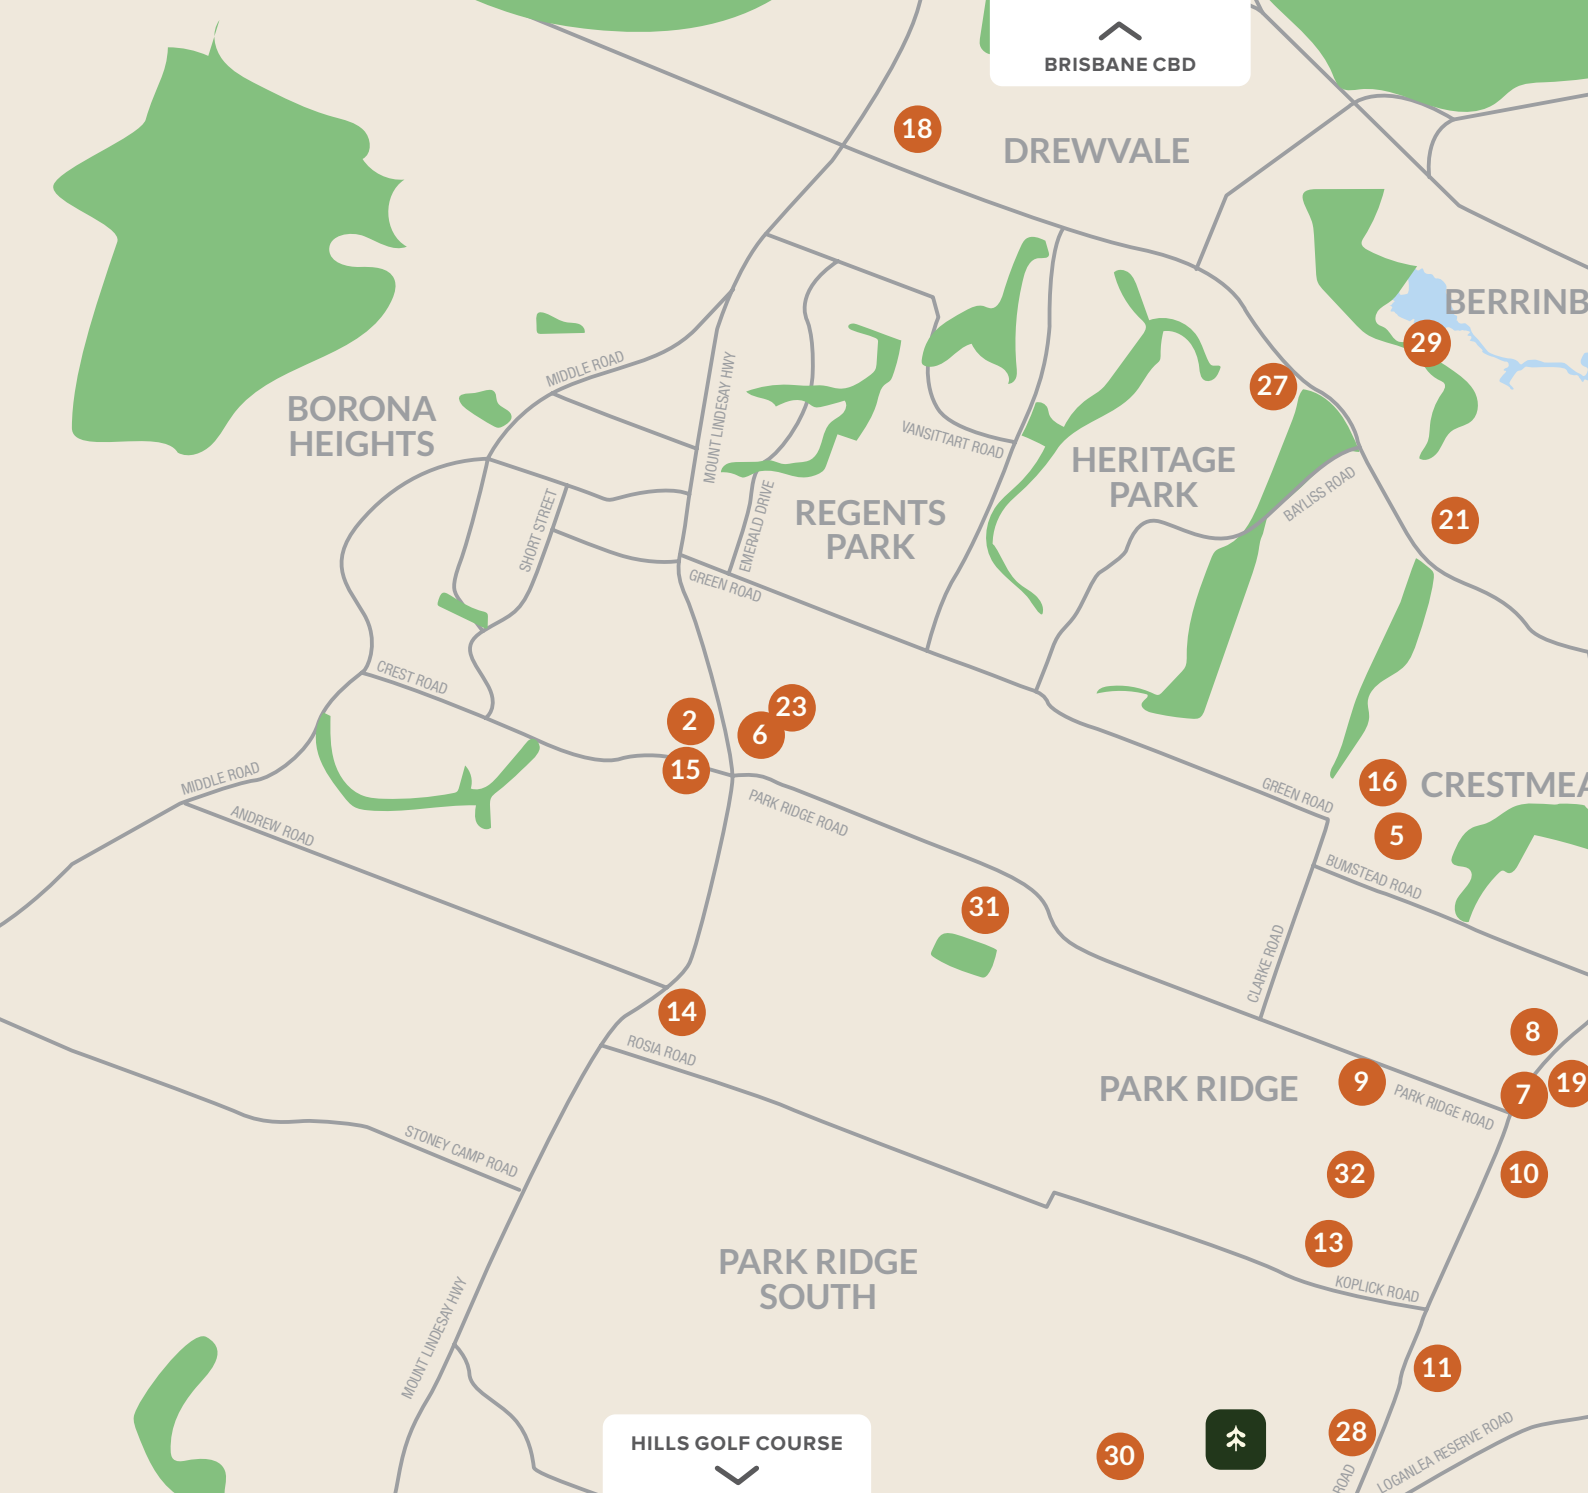 BRISBANE CBD
18
DREWVALE
BERRINB
29
MIDDLE ROAD
27
MOUNT LINDESAY HWY
BORONA
HEIGHTS
VANSITTART ROAD
HERITAGE
PARK
BAYLISS ROAD
SHORT STREET
EMERALD DRIVE
REGENTS
PARK
21
GREEN ROAD
CREST ROAD
2
23
6
15
MIDDLE ROAD
ANDREW ROAD
PARK RIDGE ROAD
GREEN ROAD
16
CRESTMEA
5
BUMSTEAD ROAD
31
CLARKE ROAD
14
ROSIA ROAD
8
PARK RIDGE
9
PARK RIDGE ROAD
7
19
STONEY CAMP ROAD
32
10
13
PARK RIDGE
SOUTH
KOPLICK ROAD
MOUNT LINDESAY HWY
11
HILLS GOLF COURSE
30
28
ROAD
LOGANLEA RESERVE ROAD